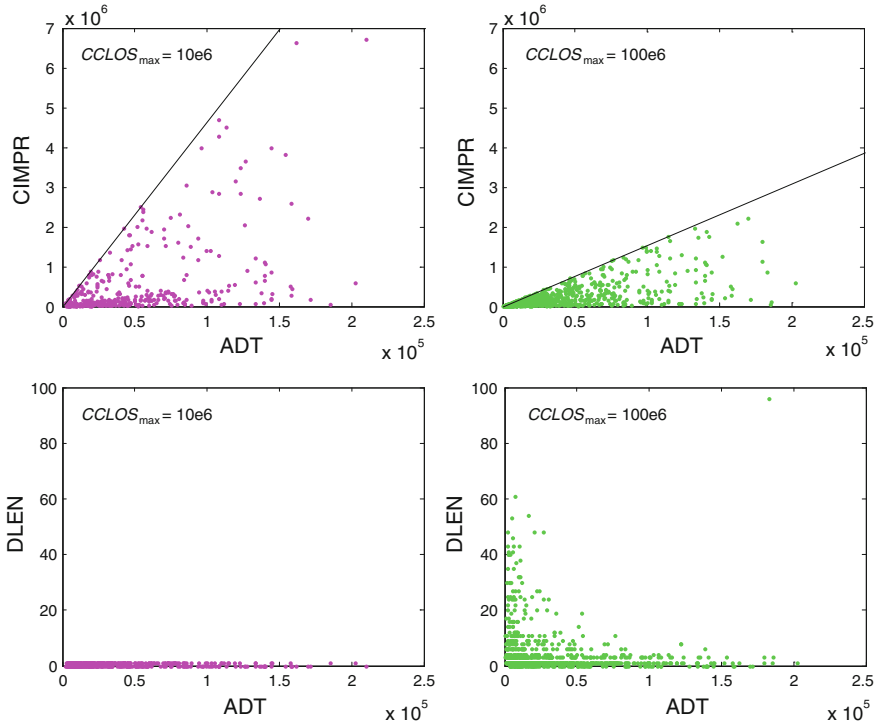 x 10^6
7
6
5
4
3
2
1
0
CIMPR
CCLOS_max = 10e6
0 0.5 1 1.5 2 2.5
x 10^5
ADT
7
x 10^6
6
5
4
3
2
1
0
CIMPR
CCLOS_max = 100e6
0 0.5 1 1.5 2 2.5
x 10^5
ADT
100
80
60
40
20
0
DLEN
CCLOS_max = 10e6
0 0.5 1 1.5 2 2.5
x 10^5
ADT
100
80
60
40
20
0
DLEN
CCLOS_max = 100e6
0 0.5 1 1.5 2 2.5
x 10^5
ADT